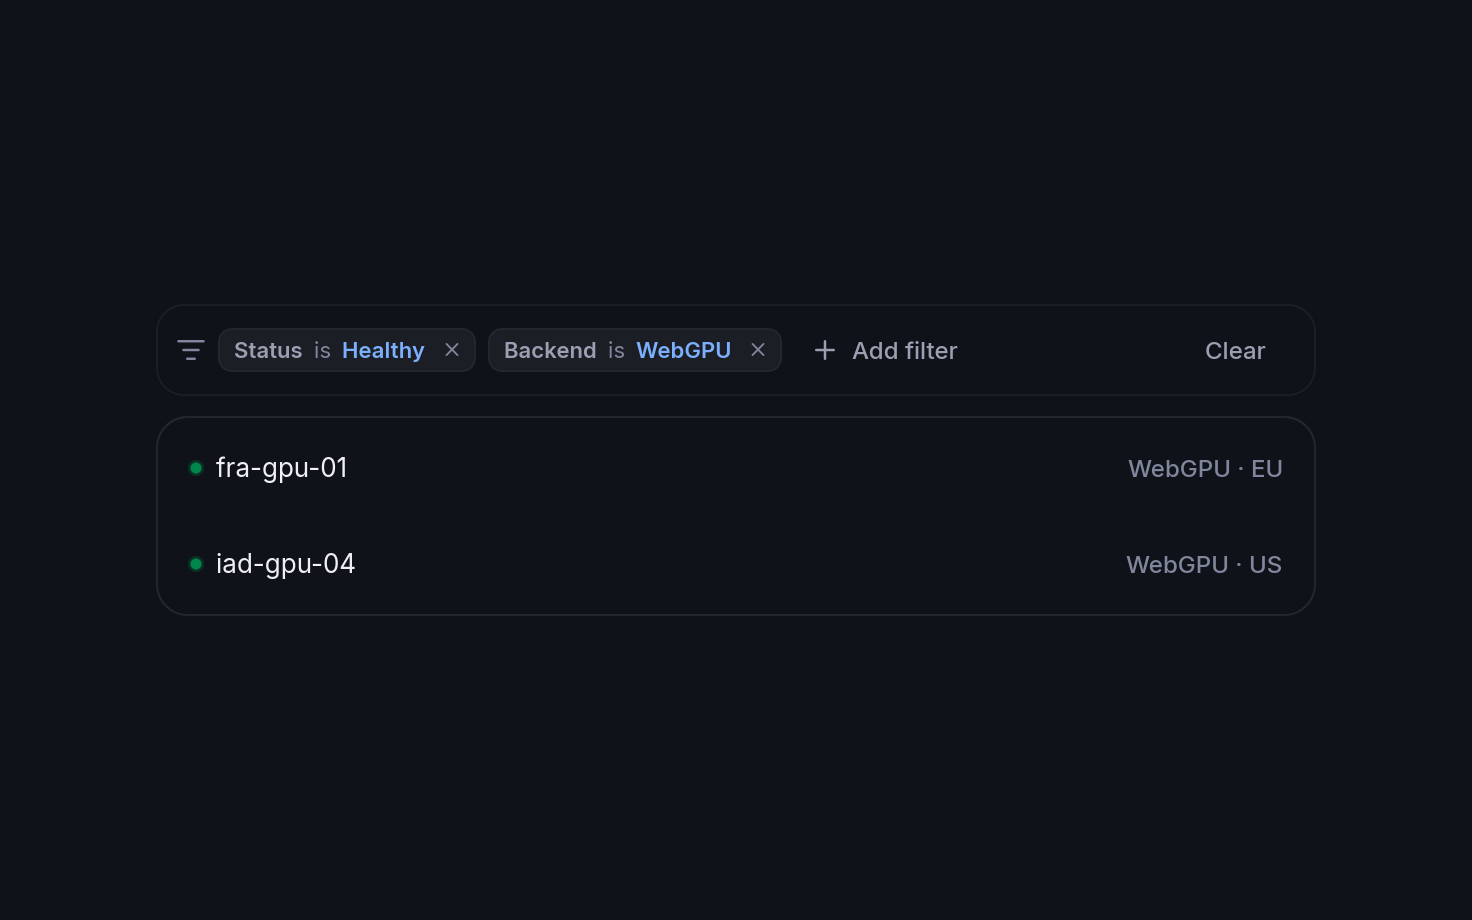 Status is Healthy Backend is WebGPU Add filter Clear
fra-gpu-01 WebGPU · EU
iad-gpu-04 WebGPU · US